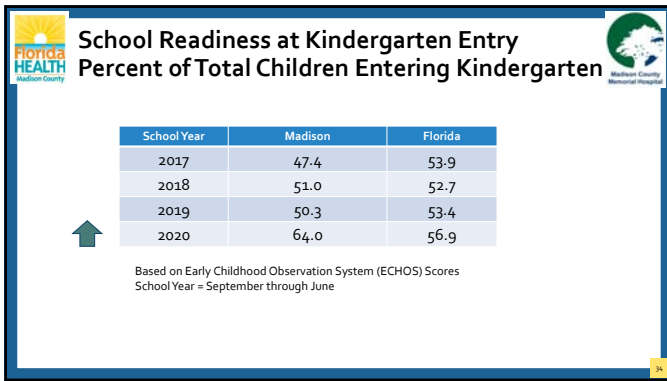 Florida
HEALTH
Madison County
School Readiness at Kindergarten Entry
Percent of Total Children Entering Kindergarten
Madison County
Memorial Hospital
School Year Madison Florida
2017 47.4 53.9
2018 51.0 52.7
2019 50.3 53.4
2020 64.0 56.9
Based on Early Childhood Observation System (ECHOS) Scores
School Year = September through June
34